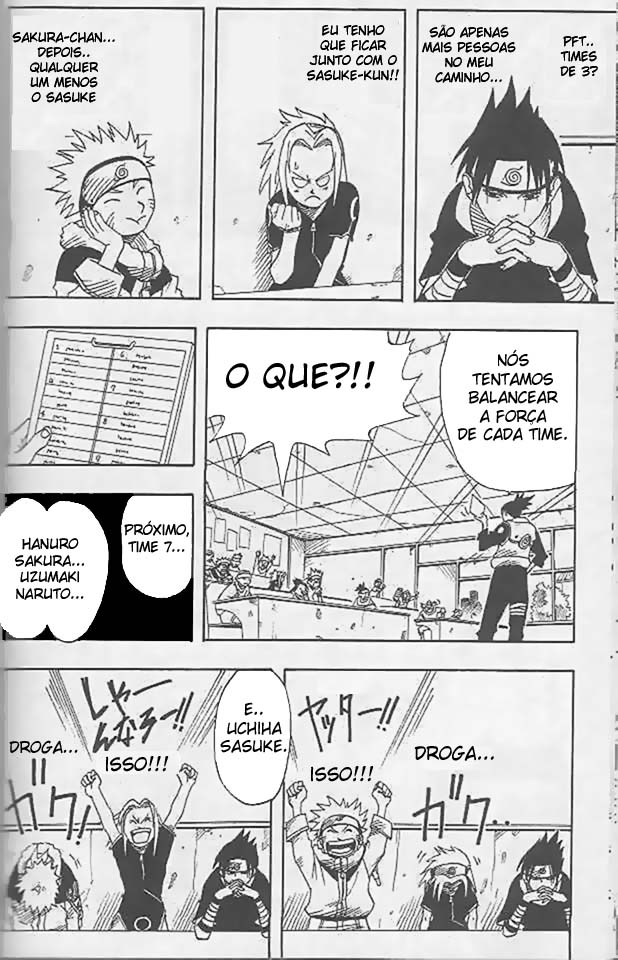 PFT..
TIMES
DE 3?
SÃO APENAS
MAIS PESSOAS
NO MEU
CAMINHO...
EU TENHO
QUE FICAR
JUNTO COM O
SASUKE-KUN!!
SAKURA-CHAN...
DEPOIS..
QUALQUER
UM MENOS
O SASUKE
NÓS
TENTAMOS
BALANCEAR
A FORÇA
DE CADA TIME.
O QUE?!!
PRÓXIMO,
TIME 7...
HANURO
SAKURA...
UZUMAKI
NARUTO...
ヤッター!!
ISSO!!!
DROGA...
ガク..
E..
UCHIHA
SASUKE.
しゃー
んなろー!!
ISSO!!!
DROGA...
ガク!!